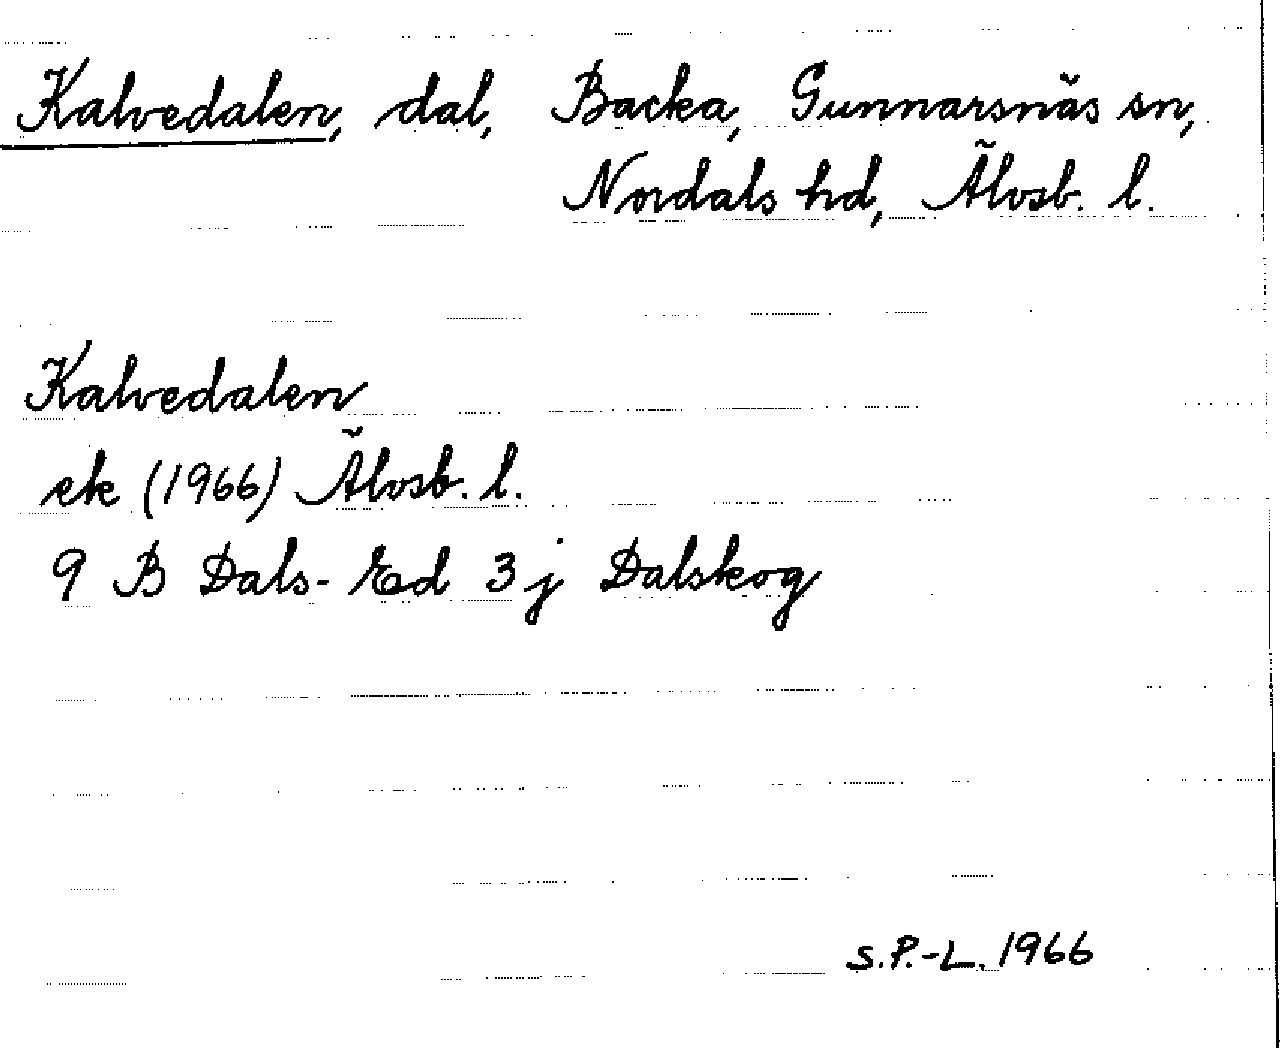 Kalvedalen, dal, Backa, Gunnarsnäs sn,
Nordals hd, Älvsb. l.
Kalvedalen
ek (1966) Älvsb. l.
9 B Dals-Ed 3 j Dalskog
S.P.-L. 1966